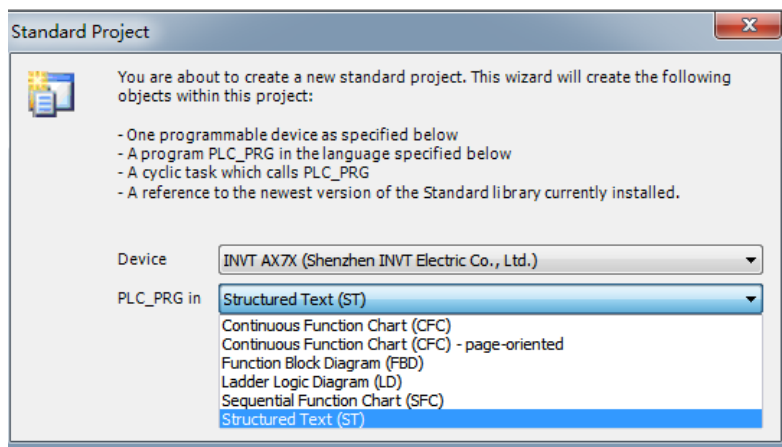 Standard Project
You are about to create a new standard project. This wizard will create the following
objects within this project:
- One programmable device as specified below
- A program PLC_PRG in the language specified below
- A cyclic task which calls PLC_PRG
- A reference to the newest version of the Standard library currently installed.
Device
INVT AX7X (Shenzhen INVT Electric Co., Ltd.)
PLC_PRG in
Structured Text (ST)
Continuous Function Chart (CFC)
Continuous Function Chart (CFC) - page-oriented
Function Block Diagram (FBD)
Ladder Logic Diagram (LD)
Sequential Function Chart (SFC)
Structured Text (ST)